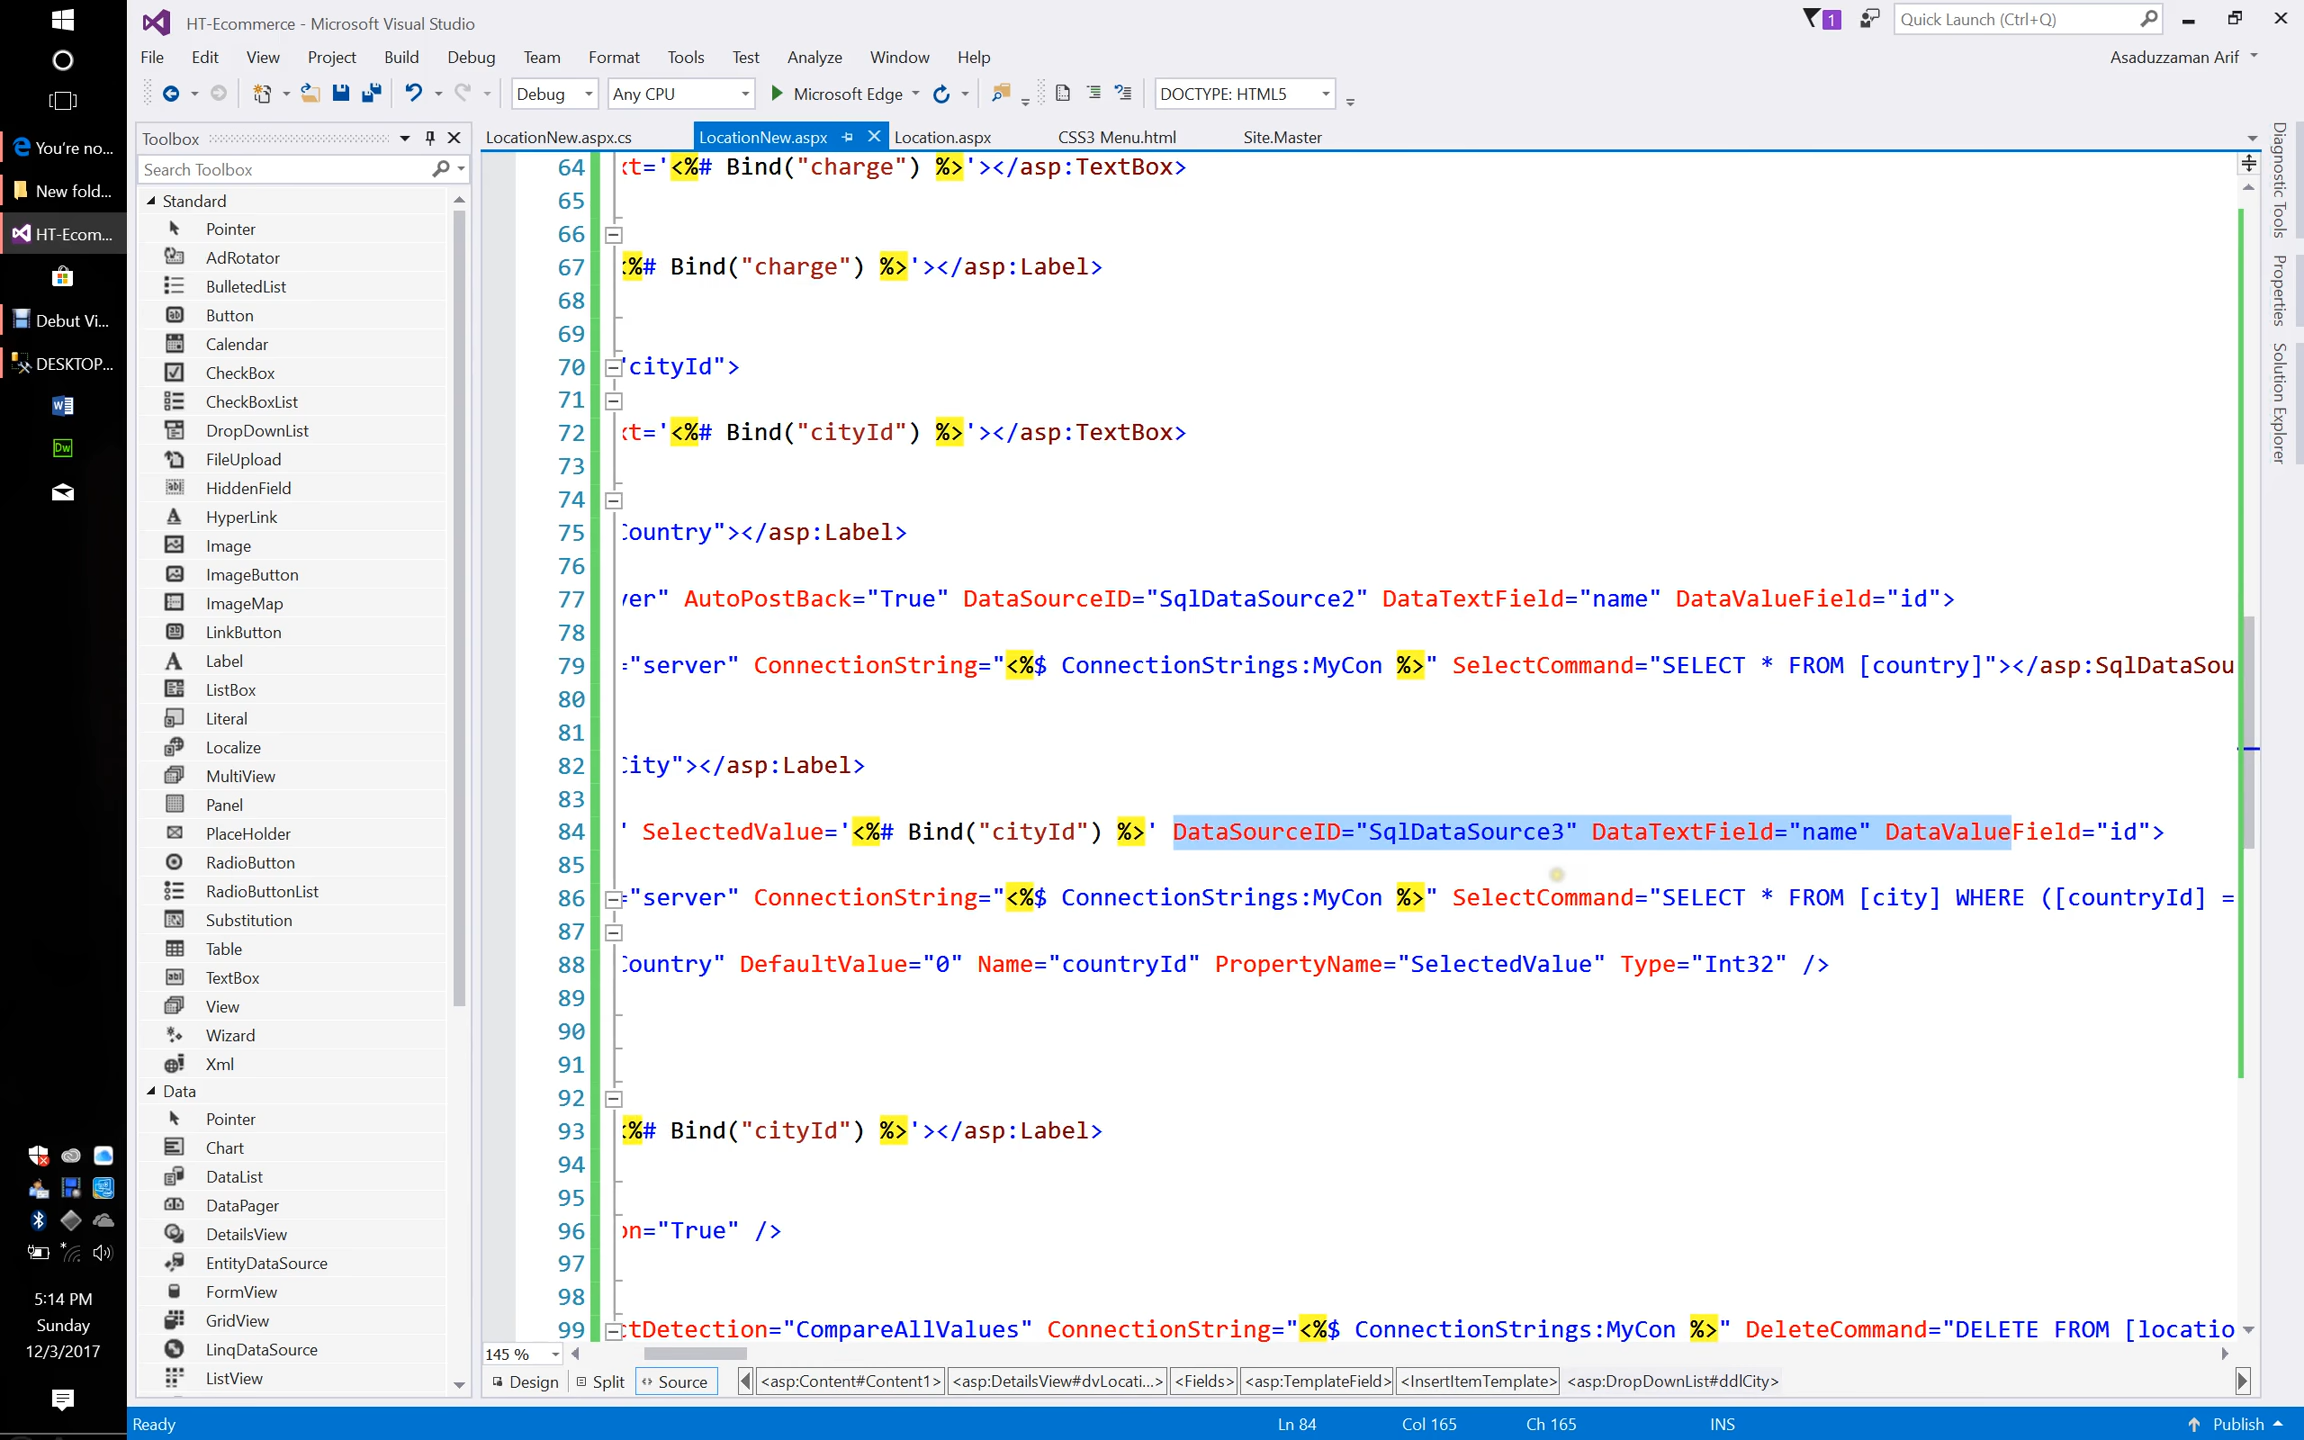 HT-Ecommerce - Microsoft Visual Studio
1
Quick Launch (Ctrl+Q)
File Edit View Project Build Debug Team Format Tools Test Analyze Window Help
Asaduzzaman Arif
Debug Any CPU Microsoft Edge DOCTYPE: HTML5
You're no...
New fold...
HT-Ecom...
Debut Vi...
DESKTOP...
Dw
5:14 PM
Sunday
12/3/2017
Toolbox
Search Toolbox
Standard
Pointer
AdRotator
BulletedList
Button
Calendar
CheckBox
CheckBoxList
DropDownList
FileUpload
HiddenField
HyperLink
Image
ImageButton
ImageMap
LinkButton
Label
ListBox
Literal
Localize
MultiView
Panel
PlaceHolder
RadioButton
RadioButtonList
Substitution
Table
TextBox
View
Wizard
Xml
Data
Pointer
Chart
DataList
DataPager
DetailsView
EntityDataSource
FormView
GridView
LinqDataSource
ListView
LocationNew.aspx.cs LocationNew.aspx Location.aspx CSS3 Menu.html Site.Master
64 xt='<%# Bind("charge") %>'></asp:TextBox>
65
66
67 <%# Bind("charge") %>'></asp:Label>
68
69
70 "cityId">
71
72 xt='<%# Bind("cityId") %>'></asp:TextBox>
73
74
75 Country"></asp:Label>
76
77 ver" AutoPostBack="True" DataSourceID="SqlDataSource2" DataTextField="name" DataValueField="id">
78
79 ="server" ConnectionString="<%$ ConnectionStrings:MyCon %>" SelectCommand="SELECT * FROM [country]"></asp:SqlDataSou
80
81
82 City"></asp:Label>
83
84 ' SelectedValue='<%# Bind("cityId") %>' DataSourceID="SqlDataSource3" DataTextField="name" DataValueField="id">
85
86 ="server" ConnectionString="<%$ ConnectionStrings:MyCon %>" SelectCommand="SELECT * FROM [city] WHERE ([countryId] =
87
88 Country" DefaultValue="0" Name="countryId" PropertyName="SelectedValue" Type="Int32" />
89
90
91
92
93 <%# Bind("cityId") %>'></asp:Label>
94
95
96 on="True" />
97
98
99 ctDetection="CompareAllValues" ConnectionString="<%$ ConnectionStrings:MyCon %>" DeleteCommand="DELETE FROM [locatio
145 %
Design Split Source <asp:Content#Content1> <asp:DetailsView#dvLocati...> <Fields> <asp:TemplateField> <InsertItemTemplate> <asp:DropDownList#ddlCity>
Diagnostic Tools
Properties
Solution Explorer
Ready Ln 84 Col 165 Ch 165 INS Publish